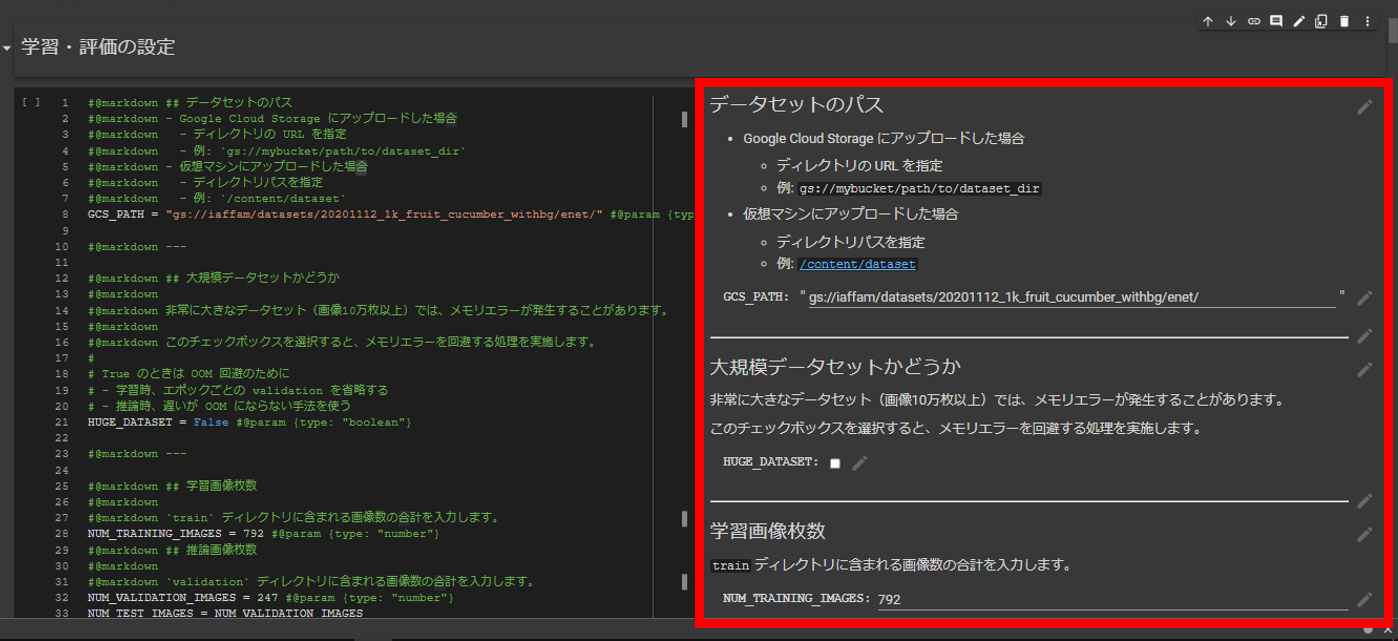 学習・評価の設定
[ ]
1 #@markdown ## データセットのパス
2 #@markdown - Google Cloud Storage にアップロードした場合
3 #@markdown   - ディレクトリの URL を指定
4 #@markdown   - 例: `gs://mybucket/path/to/dataset_dir`
5 #@markdown - 仮想マシンにアップロードした場合
6 #@markdown   - ディレクトリパスを指定
7 #@markdown   - 例: `/content/dataset`
8 GCS_PATH = "gs://iaffam/datasets/20201112_1k_fruit_cucumber_withbg/enet/" #@param {typ
9
10 #@markdown ---
11
12 #@markdown ## 大規模データセットかどうか
13 #@markdown
14 #@markdown 非常に大きなデータセット（画像10万枚以上）では、メモリエラーが発生することがあります。
15 #@markdown
16 #@markdown このチェックボックスを選択すると、メモリエラーを回避する処理を実施します。
17 #
18 # True のときは OOM 回避のために
19 # - 学習時、エポックごとの validation を省略する
20 # - 推論時、遅いが OOM にならない手法を使う
21 HUGE_DATASET = False #@param {type: "boolean"}
22
23 #@markdown ---
24
25 #@markdown ## 学習画像枚数
26 #@markdown
27 #@markdown `train` ディレクトリに含まれる画像数の合計を入力します。
28 NUM_TRAINING_IMAGES = 792 #@param {type: "number"}
29 #@markdown ## 推論画像枚数
30 #@markdown
31 #@markdown `validation` ディレクトリに含まれる画像数の合計を入力します。
32 NUM_VALIDATION_IMAGES = 247 #@param {type: "number"}
33 NUM_TEST_IMAGES = NUM_VALIDATION_IMAGES
データセットのパス
• Google Cloud Storage にアップロードした場合
◦ ディレクトリの URL を指定
◦ 例: gs://mybucket/path/to/dataset_dir
• 仮想マシンにアップロードした場合
◦ ディレクトリパスを指定
◦ 例: /content/dataset
GCS_PATH: " gs://iaffam/datasets/20201112_1k_fruit_cucumber_withbg/enet/ "
大規模データセットかどうか
非常に大きなデータセット（画像10万枚以上）では、メモリエラーが発生することがあります。
このチェックボックスを選択すると、メモリエラーを回避する処理を実施します。
HUGE_DATASET:
学習画像枚数
train ディレクトリに含まれる画像数の合計を入力します。
NUM_TRAINING_IMAGES: 792